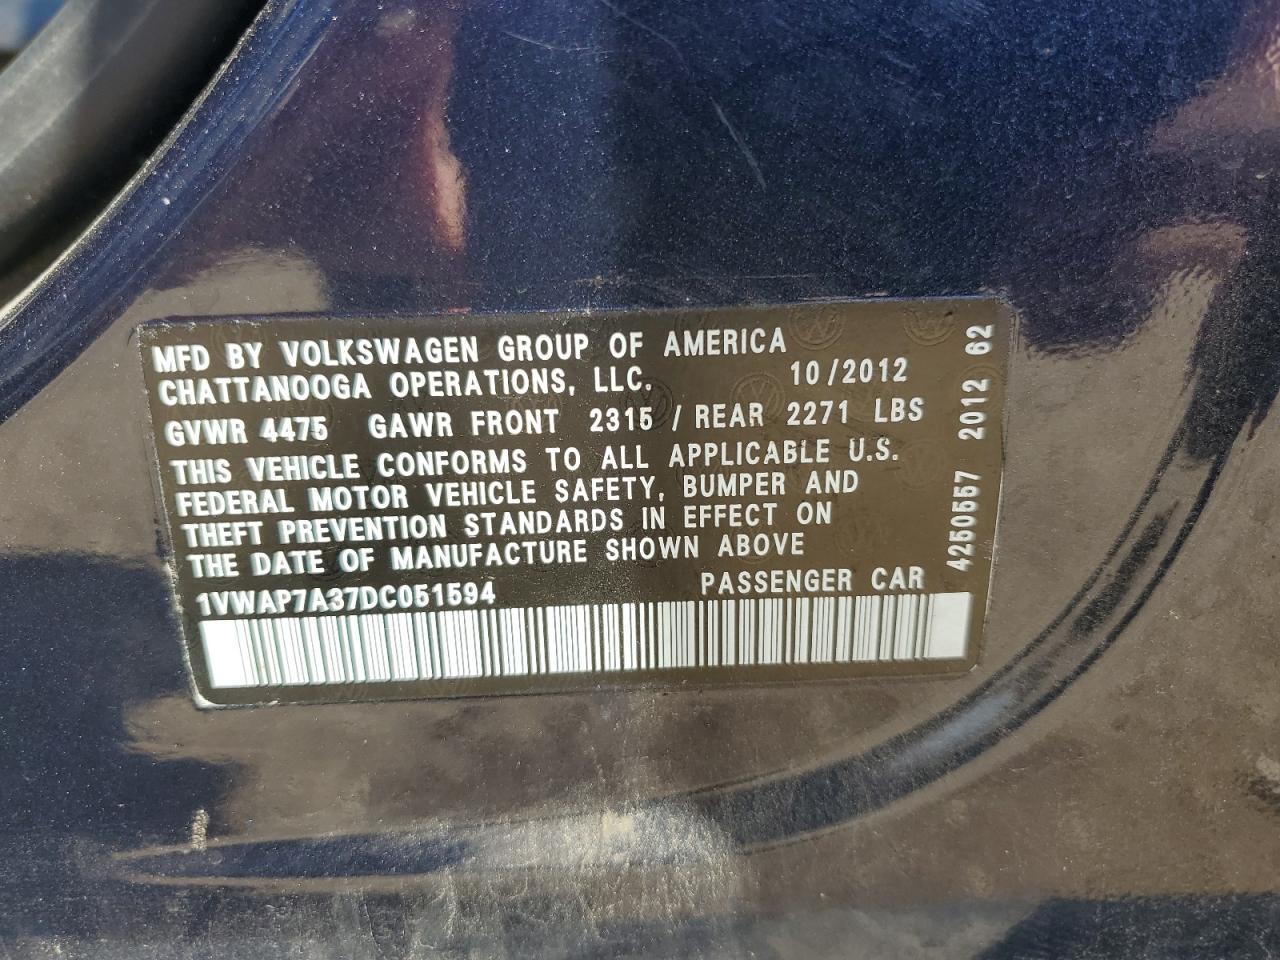 MFD BY VOLKSWAGEN GROUP OF AMERICA
CHATTANOOGA OPERATIONS, LLC. 10/2012
GVWR 4475 GAWR FRONT 2315 / REAR 2271 LBS
THIS VEHICLE CONFORMS TO ALL APPLICABLE U.S.
FEDERAL MOTOR VEHICLE SAFETY, BUMPER AND
THEFT PREVENTION STANDARDS IN EFFECT ON
THE DATE OF MANUFACTURE SHOWN ABOVE
1VWAP7A37DC051594 PASSENGER CAR
4250557 2012 62